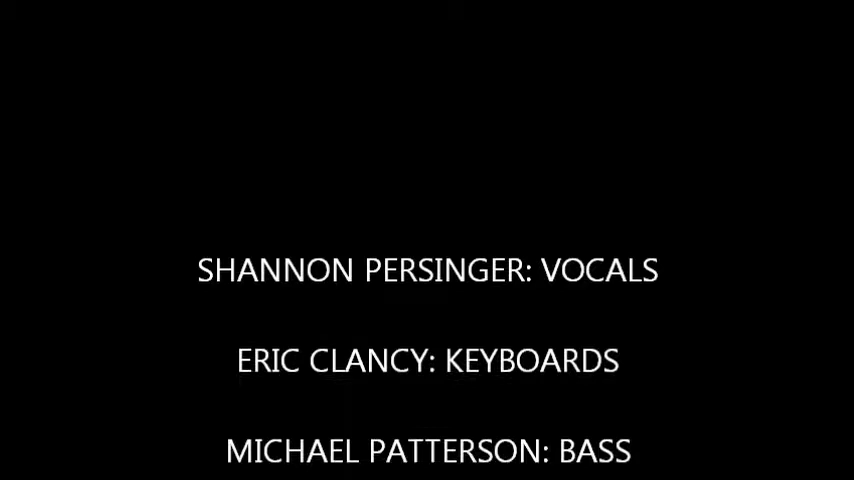 SHANNON PERSINGER: VOCALS
ERIC CLANCY: KEYBOARDS
MICHAEL PATTERSON: BASS